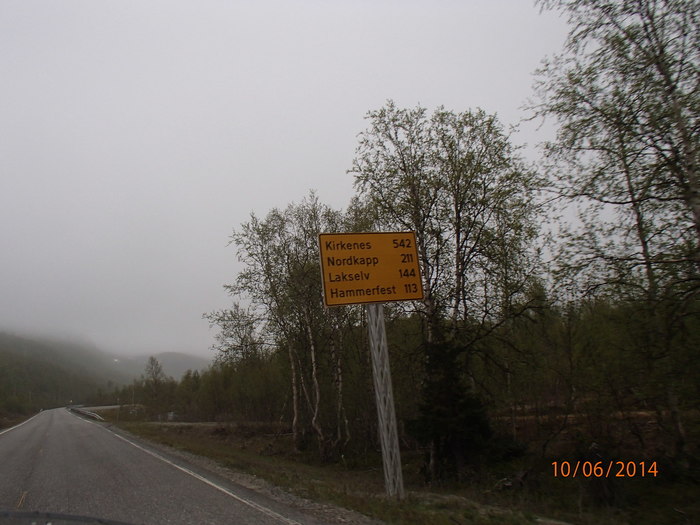 Kirkenes 542
Nordkapp 211
Lakselv 144
Hammerfest 113
10/06/2014